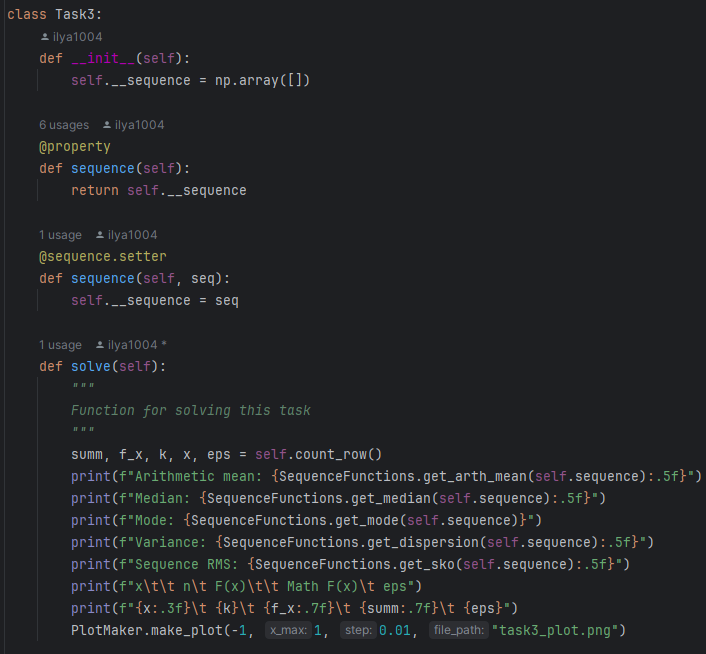 class Task3:
ilya1004
    def __init__(self):
        self.__sequence = np.array([])
6 usages ilya1004
    @property
    def sequence(self):
        return self.__sequence
1 usage ilya1004
    @sequence.setter
    def sequence(self, seq):
        self.__sequence = seq
1 usage ilya1004 *
    def solve(self):
        """
        Function for solving this task
        """
        summ, f_x, k, x, eps = self.count_row()
        print(f"Arithmetic mean: {SequenceFunctions.get_arth_mean(self.sequence):.5f}")
        print(f"Median: {SequenceFunctions.get_median(self.sequence):.5f}")
        print(f"Mode: {SequenceFunctions.get_mode(self.sequence)}")
        print(f"Variance: {SequenceFunctions.get_dispersion(self.sequence):.5f}")
        print(f"Sequence RMS: {SequenceFunctions.get_sko(self.sequence):.5f}")
        print(f"x\t\t n\t F(x)\t\t Math F(x)\t eps")
        print(f"{x:.3f}\t {k}\t {f_x:.7f}\t {summ:.7f}\t {eps}")
        PlotMaker.make_plot(-1, x_max: 1, step: 0.01, file_path: "task3_plot.png")